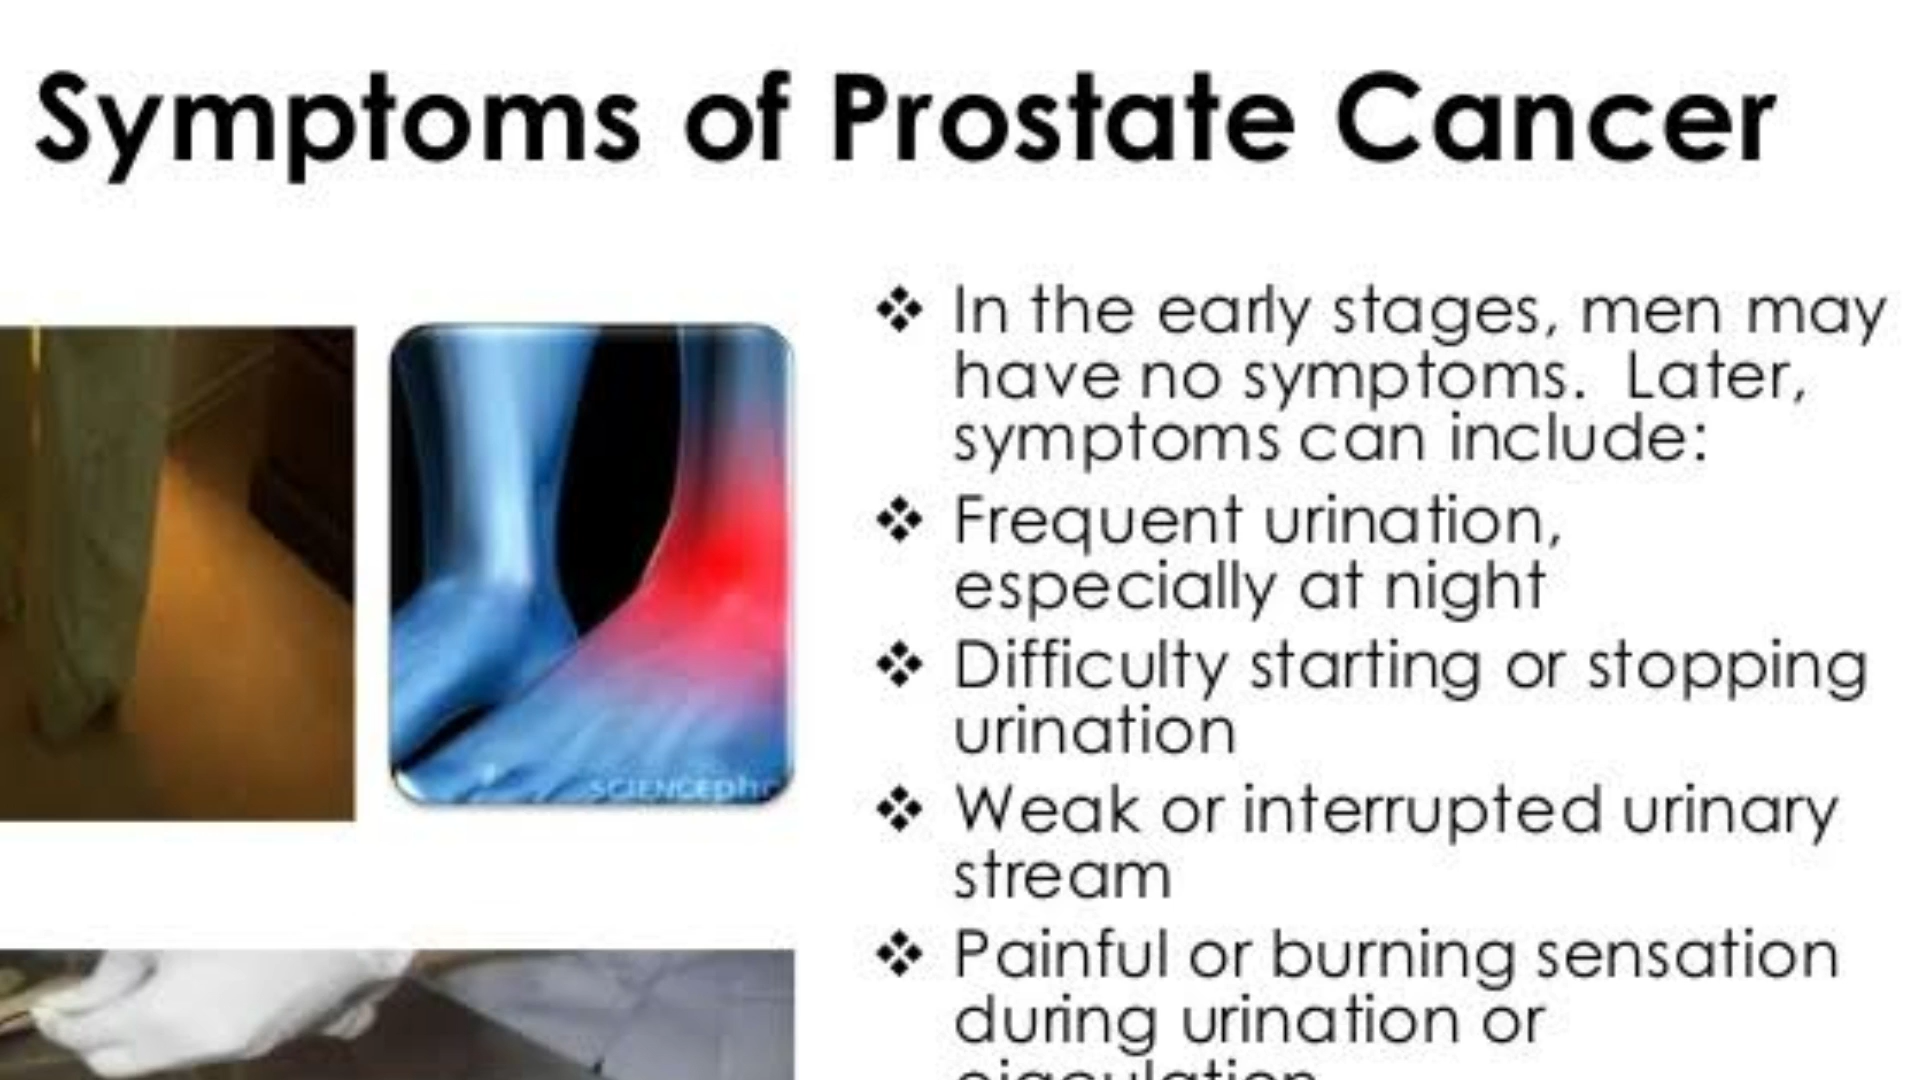 Symptoms of Prostate Cancer
❖ In the early stages, men may
have no symptoms.  Later,
symptoms can include:
❖ Frequent urination,
especially at night
❖ Difficulty starting or stopping
urination
❖ Weak or interrupted urinary
stream
❖ Painful or burning sensation
during urination or
SCIENCEpho